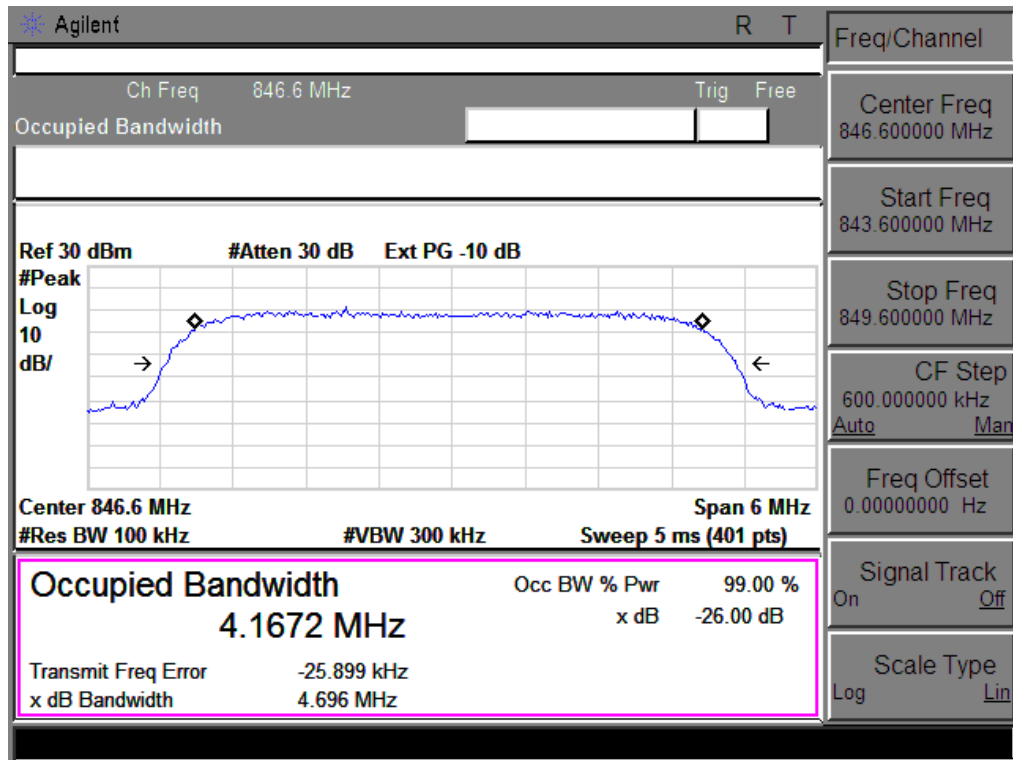 Agilent R T
Ch Freq 846.6 MHz Trig Free
Occupied Bandwidth
Ref 30 dBm #Atten 30 dB Ext PG -10 dB
#Peak
Log
10
dB/
Center 846.6 MHz Span 6 MHz
#Res BW 100 kHz #VBW 300 kHz Sweep 5 ms (401 pts)
Occupied Bandwidth
4.1672 MHz
Occ BW % Pwr 99.00 %
x dB -26.00 dB
Transmit Freq Error -25.899 kHz
x dB Bandwidth 4.696 MHz
Freq/Channel
Center Freq
846.600000 MHz
Start Freq
843.600000 MHz
Stop Freq
849.600000 MHz
CF Step
600.000000 kHz
Auto Man
Freq Offset
0.00000000 Hz
Signal Track
On Off
Scale Type
Log Lin